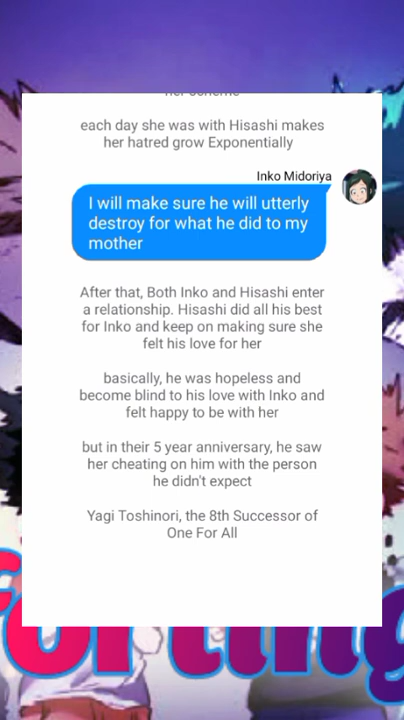 her scheme
each day she was with Hisashi makes
her hatred grow Exponentially
Inko Midoriya
I will make sure he will utterly
destroy for what he did to my
mother
After that, Both Inko and Hisashi enter
a relationship. Hisashi did all his best
for Inko and keep on making sure she
felt his love for her
basically, he was hopeless and
become blind to his love with Inko and
felt happy to be with her
but in their 5 year anniversary, he saw
her cheating on him with the person
he didn't expect
Yagi Toshinori, the 8th Successor of
One For All